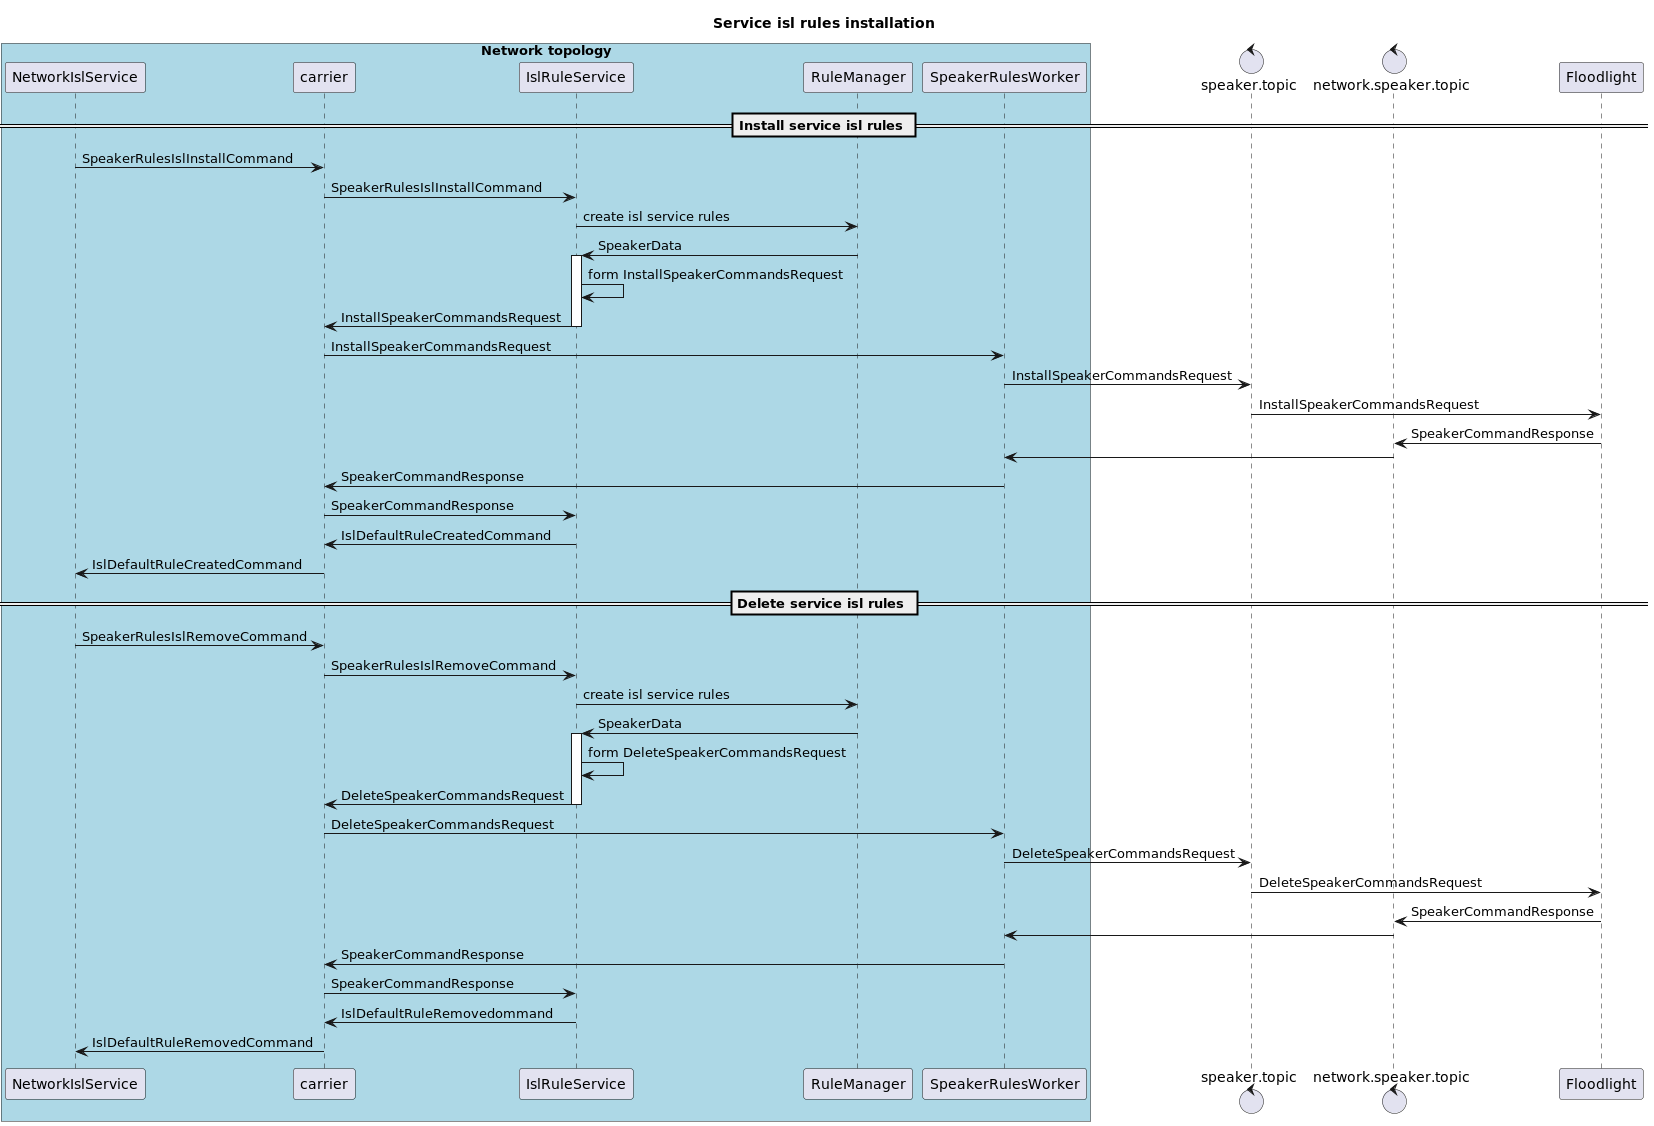 Service isl rules installation
Network topology
NetworkIslService
carrier
IslRuleService
RuleManager
SpeakerRulesWorker
speaker.topic
network.speaker.topic
Floodlight
Install service isl rules
SpeakerRulesIslInstallCommand
SpeakerRulesIslInstallCommand
create isl service rules
SpeakerData
form InstallSpeakerCommandsRequest
InstallSpeakerCommandsRequest
InstallSpeakerCommandsRequest
InstallSpeakerCommandsRequest
InstallSpeakerCommandsRequest
SpeakerCommandResponse
SpeakerCommandResponse
SpeakerCommandResponse
IslDefaultRuleCreatedCommand
IslDefaultRuleCreatedCommand
Delete service isl rules
SpeakerRulesIslRemoveCommand
SpeakerRulesIslRemoveCommand
create isl service rules
SpeakerData
form DeleteSpeakerCommandsRequest
DeleteSpeakerCommandsRequest
DeleteSpeakerCommandsRequest
DeleteSpeakerCommandsRequest
DeleteSpeakerCommandsRequest
SpeakerCommandResponse
SpeakerCommandResponse
SpeakerCommandResponse
IslDefaultRuleRemovedommand
IslDefaultRuleRemovedCommand
NetworkIslService
carrier
IslRuleService
RuleManager
SpeakerRulesWorker
speaker.topic
network.speaker.topic
Floodlight